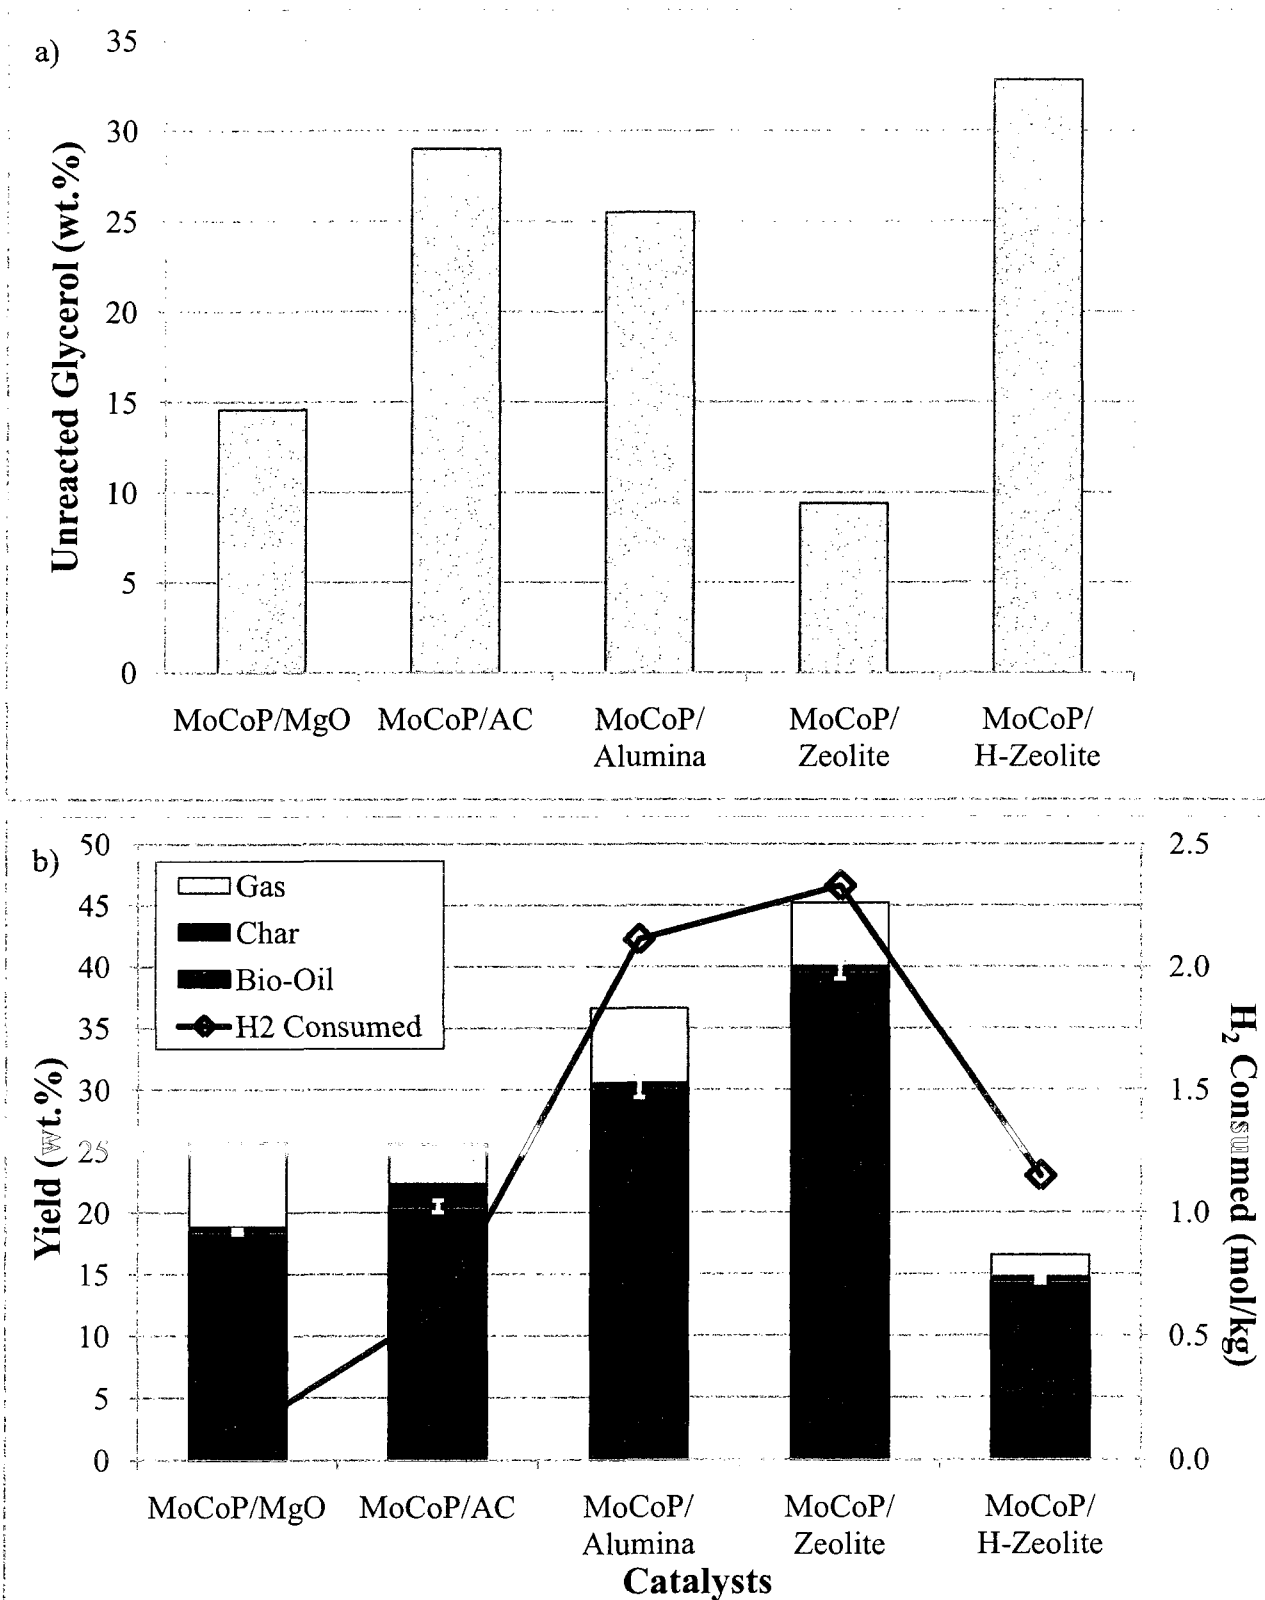 a)
35
30
25
20
15
10
5
0
Unreacted Glycerol (wt.%)
MoCoP/MgO MoCoP/AC MoCoP/ MoCoP/ MoCoP/
Alumina Zeolite H-Zeolite
b)
50
45
40
35
30
25
20
15
10
5
0
Yield (wt.%)
Gas
Char
Bio-Oil
H2 Consumed
2.5
2.0
1.5
1.0
0.5
0.0
H₂ Consumed (mol/kg)
MoCoP/MgO MoCoP/AC MoCoP/ MoCoP/ MoCoP/
Alumina Zeolite H-Zeolite
Catalysts